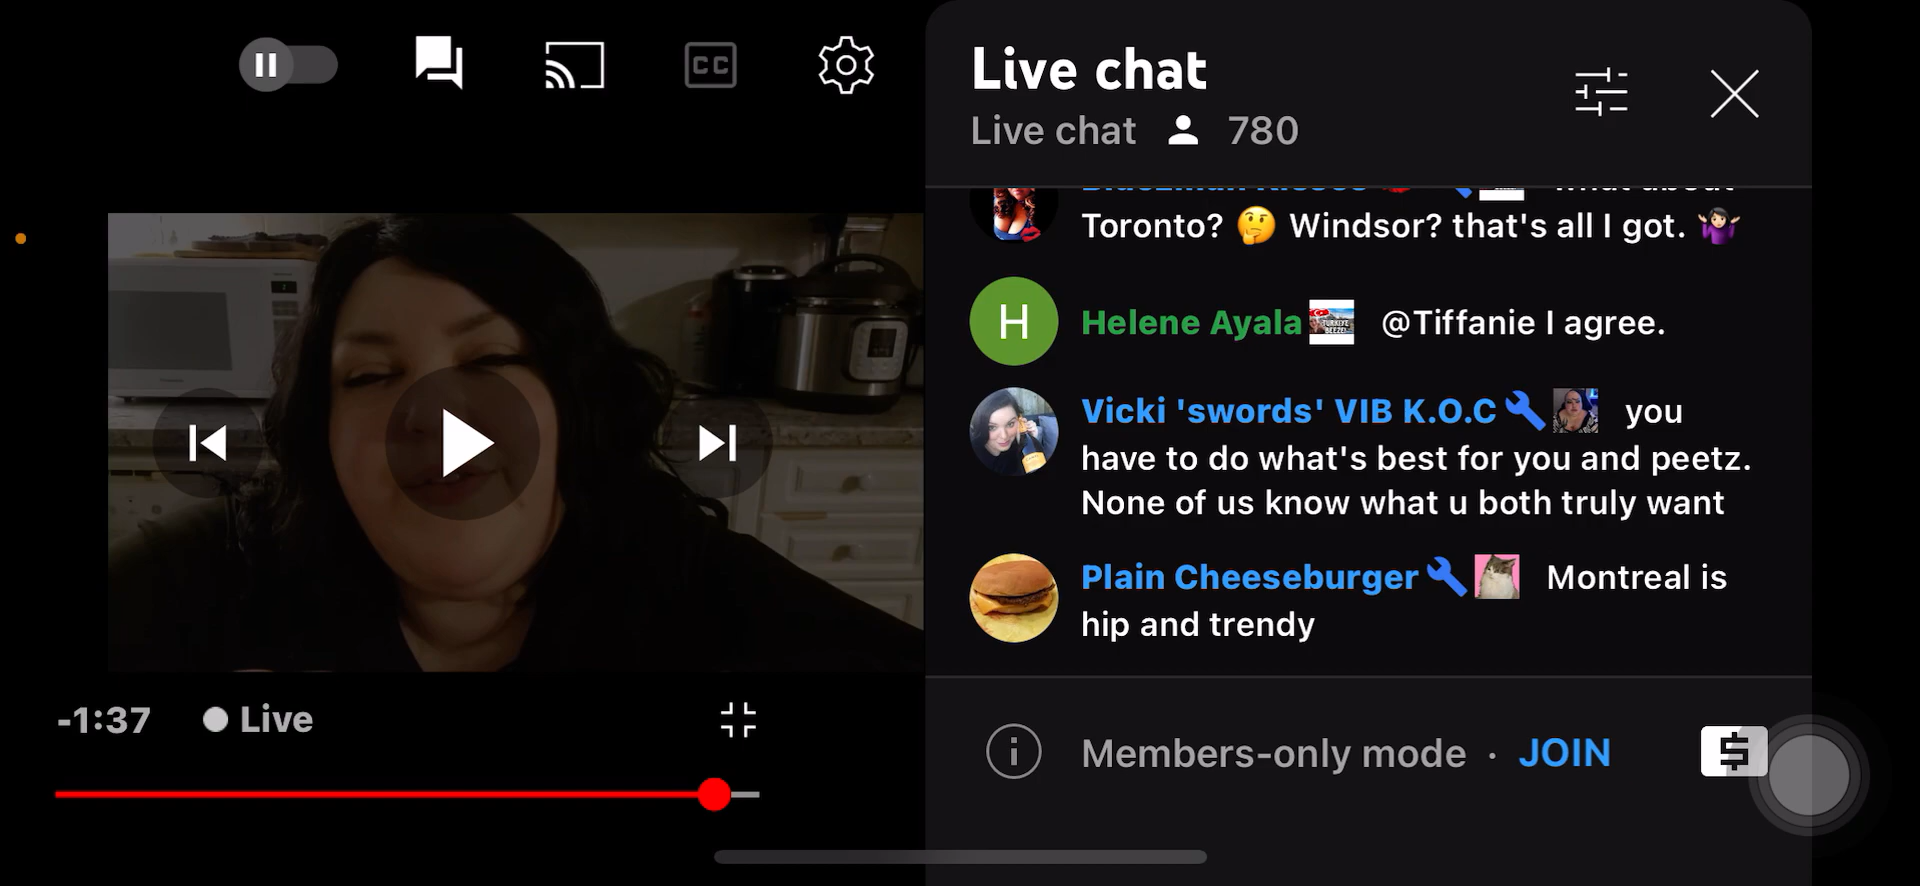 CC
Live chat
Live chat 780
Toronto? 🤔 Windsor? that's all I got. 🤷🏻‍♀️
H Helene Ayala @Tiffanie I agree.
Vicki 'swords' VIB K.O.C you
have to do what's best for you and peetz.
None of us know what u both truly want
Plain Cheeseburger Montreal is
hip and trendy
-1:37 Live
Members-only mode · JOIN $